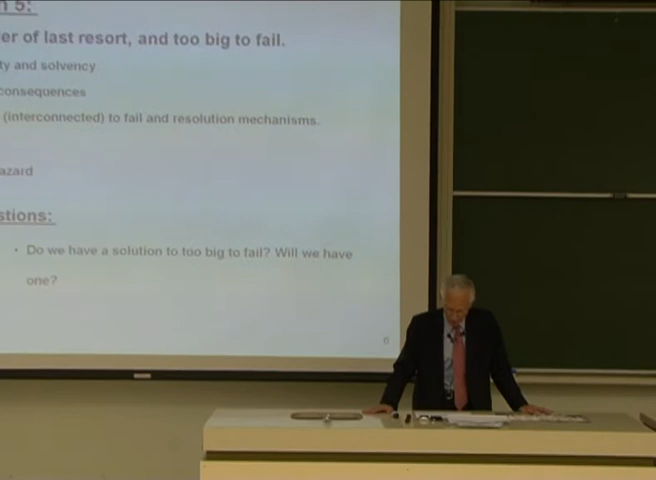 n 5:
er of last resort, and too big to fail.
ty and solvency
consequences
(interconnected) to fail and resolution mechanisms.
azard
stions:
• Do we have a solution to too big to fail? Will we have
one?